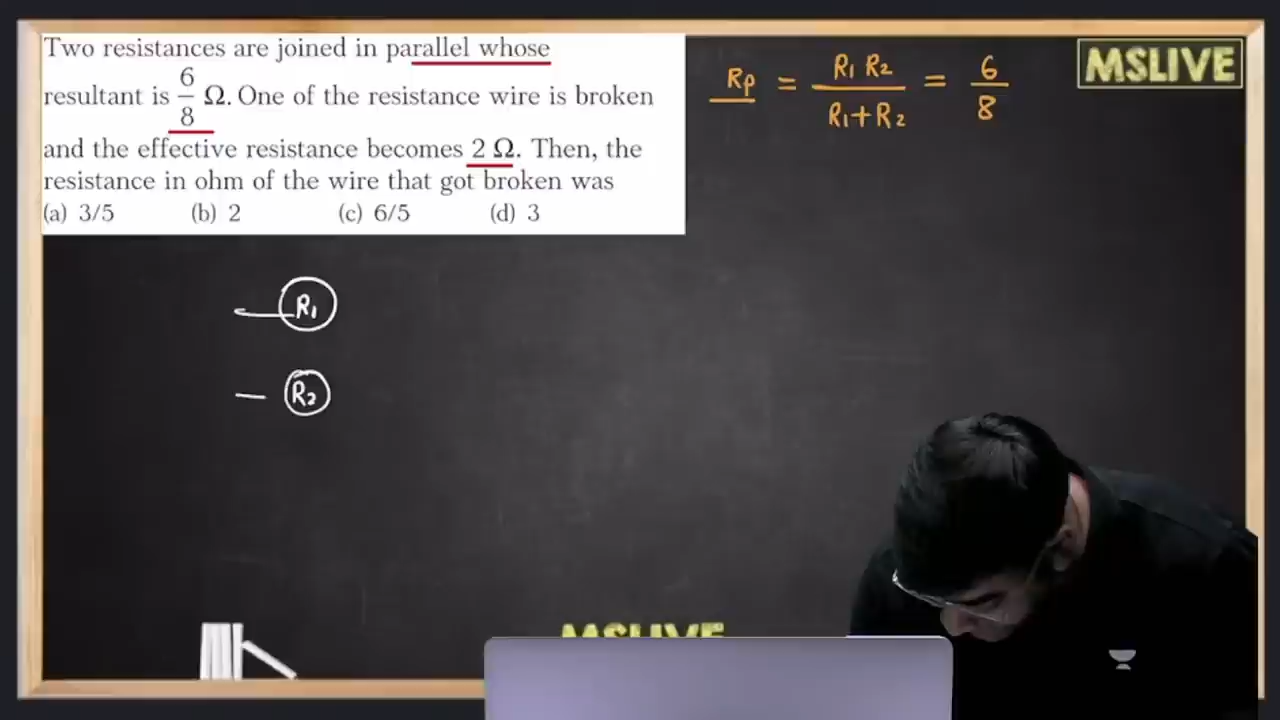 Two resistances are joined in parallel whose
resultant is 6/8 Ω. One of the resistance wire is broken
and the effective resistance becomes 2 Ω. Then, the
resistance in ohm of the wire that got broken was
(a) 3/5 (b) 2 (c) 6/5 (d) 3
Rp = R1 R2 / R1+R2 = 6/8
MSLIVE
R1
R2
MSLIVE